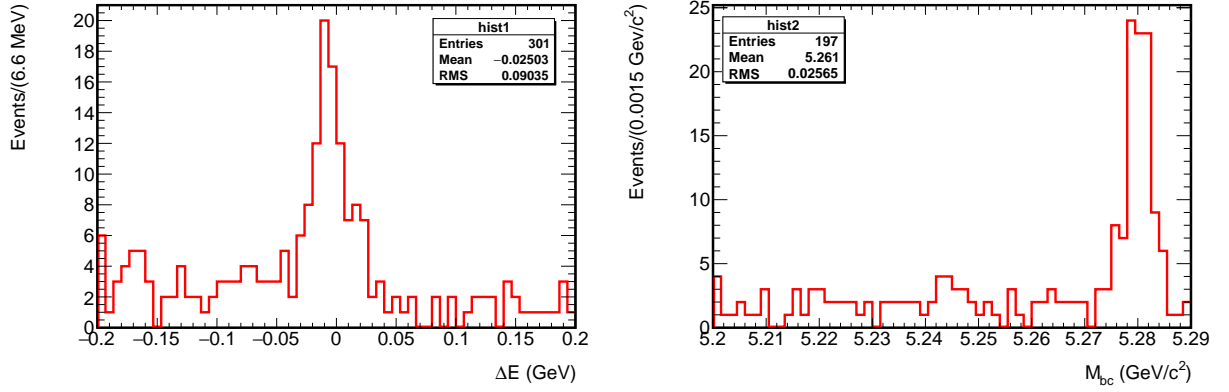 Events/(6.6 MeV)
20
18
16
14
12
10
8
6
4
2
0
−0.2 −0.15 −0.1 −0.05 0 0.05 0.1 0.15 0.2
ΔE (GeV)
hist1
Entries 301
Mean −0.02503
RMS 0.09035
Events/(0.0015 GeV/c²)
25
20
15
10
5
0
5.2 5.21 5.22 5.23 5.24 5.25 5.26 5.27 5.28 5.29
M_bc (GeV/c²)
hist2
Entries 197
Mean 5.261
RMS 0.02565